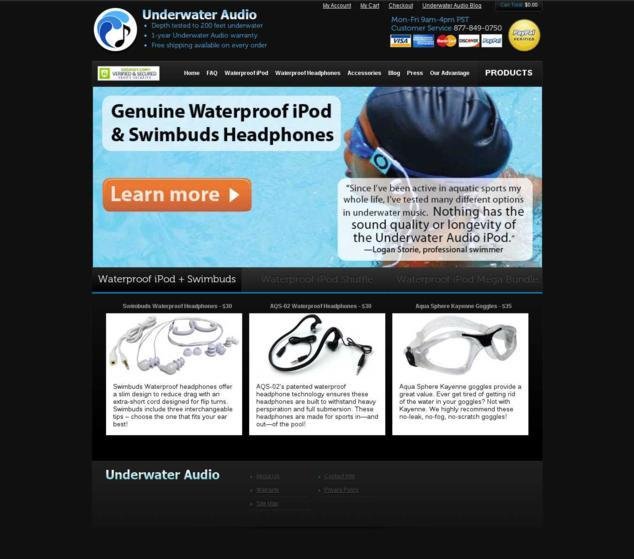 My Account My Cart Checkout Underwater Audio Blog Cart Total: $0.00
Underwater Audio
Depth tested to 200 feet underwater
1-year Underwater Audio warranty
Free shipping available on every order
Mon-Fri 9am-4pm PST
Customer Service 877-849-0750
VISA DISCOVER PayPal
PayPal
VERIFIED
VERIFIED & SECURED
Home FAQ Waterproof iPod Waterproof Headphones Accessories Blog Press Our Advantage PRODUCTS
Genuine Waterproof iPod
& Swimbuds Headphones
Learn more
"Since I've been active in aquatic sports my
whole life, I've tested many different options
in underwater music. Nothing has the
sound quality or longevity of
the Underwater Audio iPod."
—Logan Storie, professional swimmer
Waterproof iPod + Swimbuds Waterproof iPod Shuffle Waterproof iPod Mega Bundle
Swimbuds Waterproof Headphones - $30
AQS-02 Waterproof Headphones - $30
Aqua Sphere Kayenne Goggles - $35
Swimbuds Waterproof headphones offer
a slim design to reduce drag with an
extra-short cord designed for flip turns.
Swimbuds include three interchangeable
tips – choose the one that fits your ear
best!
AQS-02's patented waterproof
headphone technology ensures these
headphones are built to withstand heavy
perspiration and full submersion. These
headphones are made for sports in—and
out—of the pool!
Aqua Sphere Kayenne goggles provide a
great value. Ever get tired of getting rid
of the water in your goggles? Not with
Kayenne. We highly recommend these
no-leak, no-fog, no-scratch goggles!
Underwater Audio
About Us
Warranty
Site Map
Contact Info
Privacy Policy